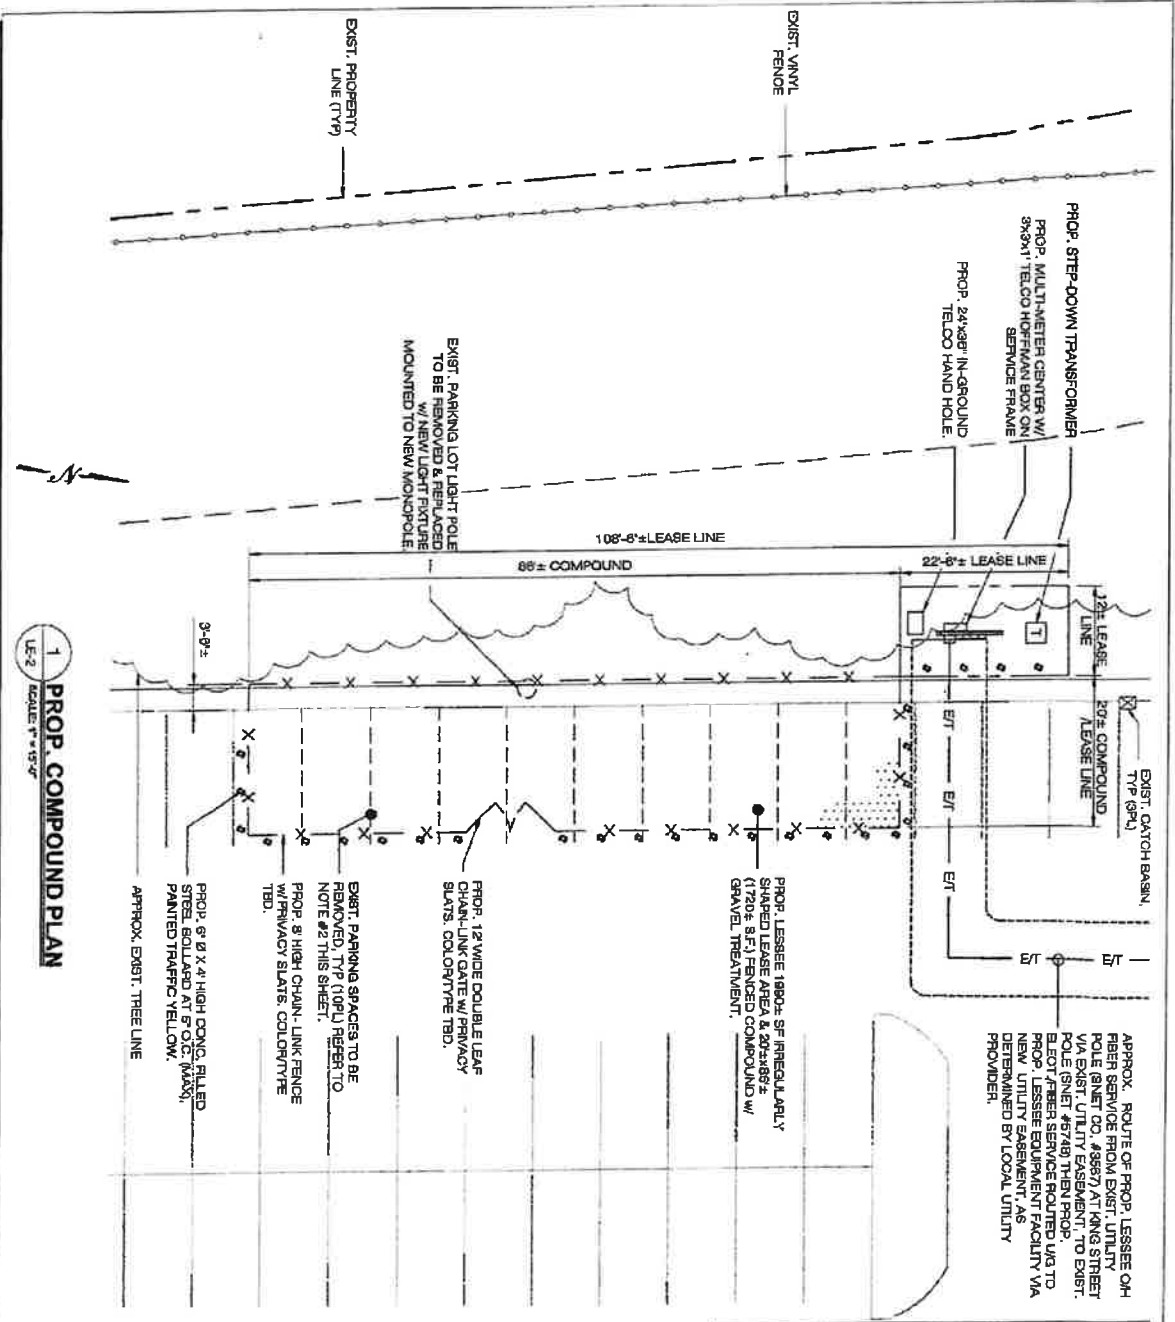 EXIST. VINYL
FENCE
EXIST. PROPERTY
LINE (TYP)
PROP. STEP-DOWN TRANSFORMER
PROP. MULTI-METER CENTER W/
3'x3'x1' TELCO HOFFMAN BOX ON
SERVICE FRAME
PROP. 24"x36" IN-GROUND
TELCO HAND HOLE.
EXIST. PARKING LOT LIGHT POLE
TO BE REMOVED & REPLACED
W/ NEW LIGHT FIXTURE
MOUNTED TO NEW MONOPOLE.
N
108'-6"± LEASE LINE
86'± COMPOUND
22'-6"± LEASE LINE
12'± LEASE
LINE
20'± COMPOUND
/LEASE LINE
3'-6"±
T
E/T
E/T
E/T
E/T
E/T
EXIST. CATCH BASIN,
TYP (3PL)
APPROX. ROUTE OF PROP. LESSEE O/H
FIBER SERVICE FROM EXIST. UTILITY
POLE (SNET CO. #3567) AT KING STREET
VIA EXIST. UTILITY EASEMENT, TO EXIST.
POLE (SNET #5748) THEN PROP.
ELECT./FIBER SERVICE ROUTED U/G TO
PROP. LESSEE EQUIPMENT FACILITY VIA
NEW UTILITY EASEMENT, AS
DETERMINED BY LOCAL UTILITY
PROVIDER.
PROP. LESSEE 1990± SF IRREGULARLY
SHAPED LEASE AREA & 20'±x86'±
(1720± S.F.) FENCED COMPOUND W/
GRAVEL TREATMENT.
PROP. 12' WIDE DOUBLE LEAF
CHAIN-LINK GATE W/ PRIVACY
SLATS. COLOR/TYPE TBD.
EXIST. PARKING SPACES TO BE
REMOVED, TYP (10PL) REFER TO
NOTE #2 THIS SHEET.
PROP. 8' HIGH CHAIN-LINK FENCE
W/PRIVACY SLATS. COLOR/TYPE
TBD.
PROP. 6" Ø X 4' HIGH CONC. FILLED
STEEL BOLLARD AT 5' O.C. (MAX),
PAINTED TRAFFIC YELLOW.
APPROX. EXIST. TREE LINE
1
LE-2
PROP. COMPOUND PLAN
SCALE: 1" = 15'-0"